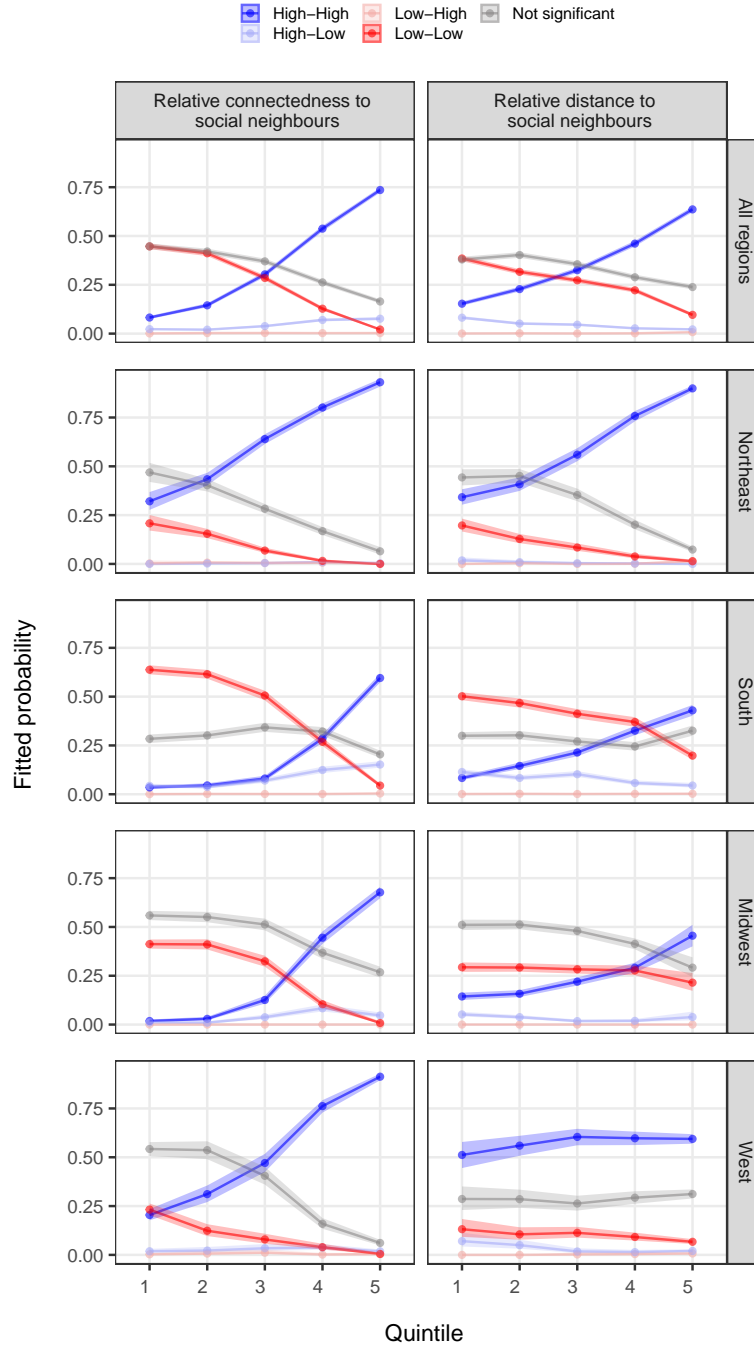 High−High
Low−High
Not significant
High−Low
Low−Low
Relative connectedness to
social neighbours
Relative distance to
social neighbours
0.75
0.50
0.25
0.00
All regions
0.75
0.50
0.25
0.00
Northeast
0.75
0.50
0.25
0.00
South
0.75
0.50
0.25
0.00
Midwest
0.75
0.50
0.25
0.00
West
Fitted probability
1 2 3 4 5
1 2 3 4 5
Quintile